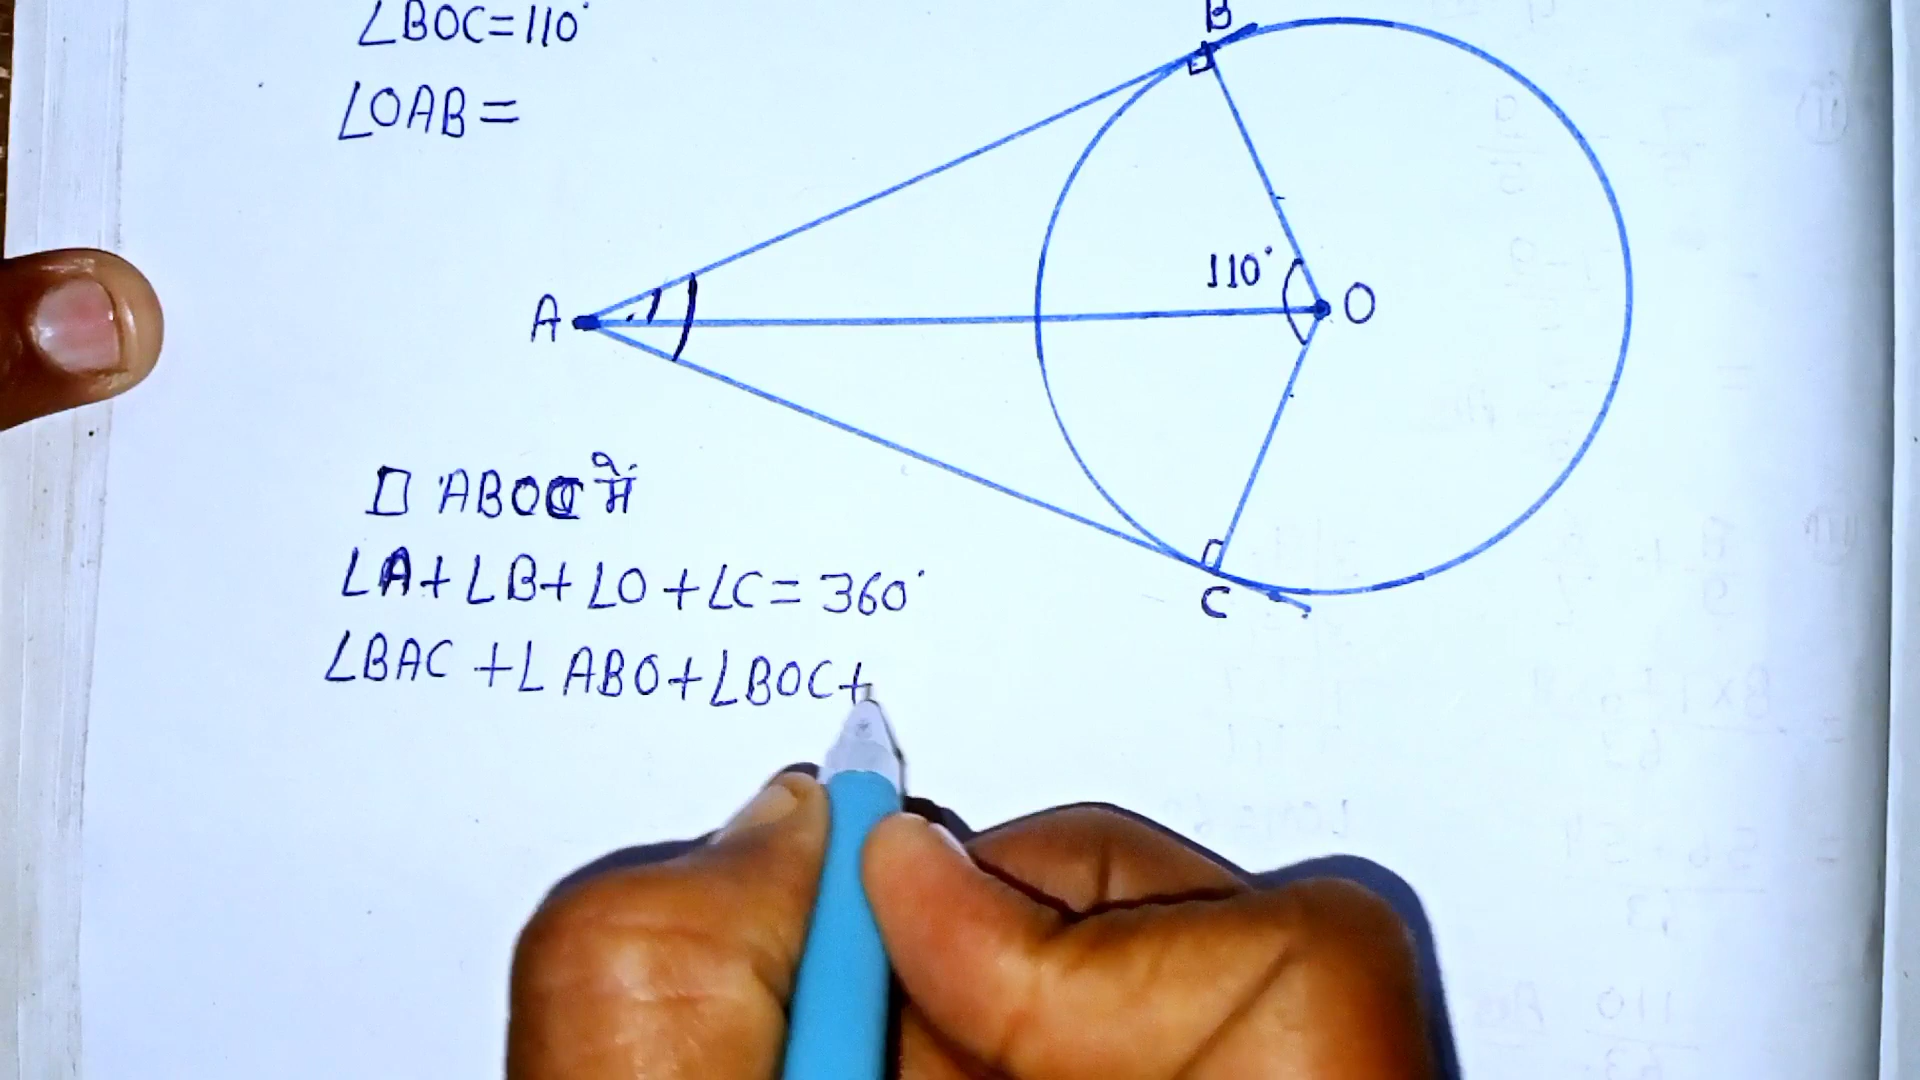 ∠BOC=110°
∠OAB=
B
110°
A
O
C
□ ABOC में
∠A+∠B+∠O+∠C=360°
∠BAC+∠ABO+∠BOC+